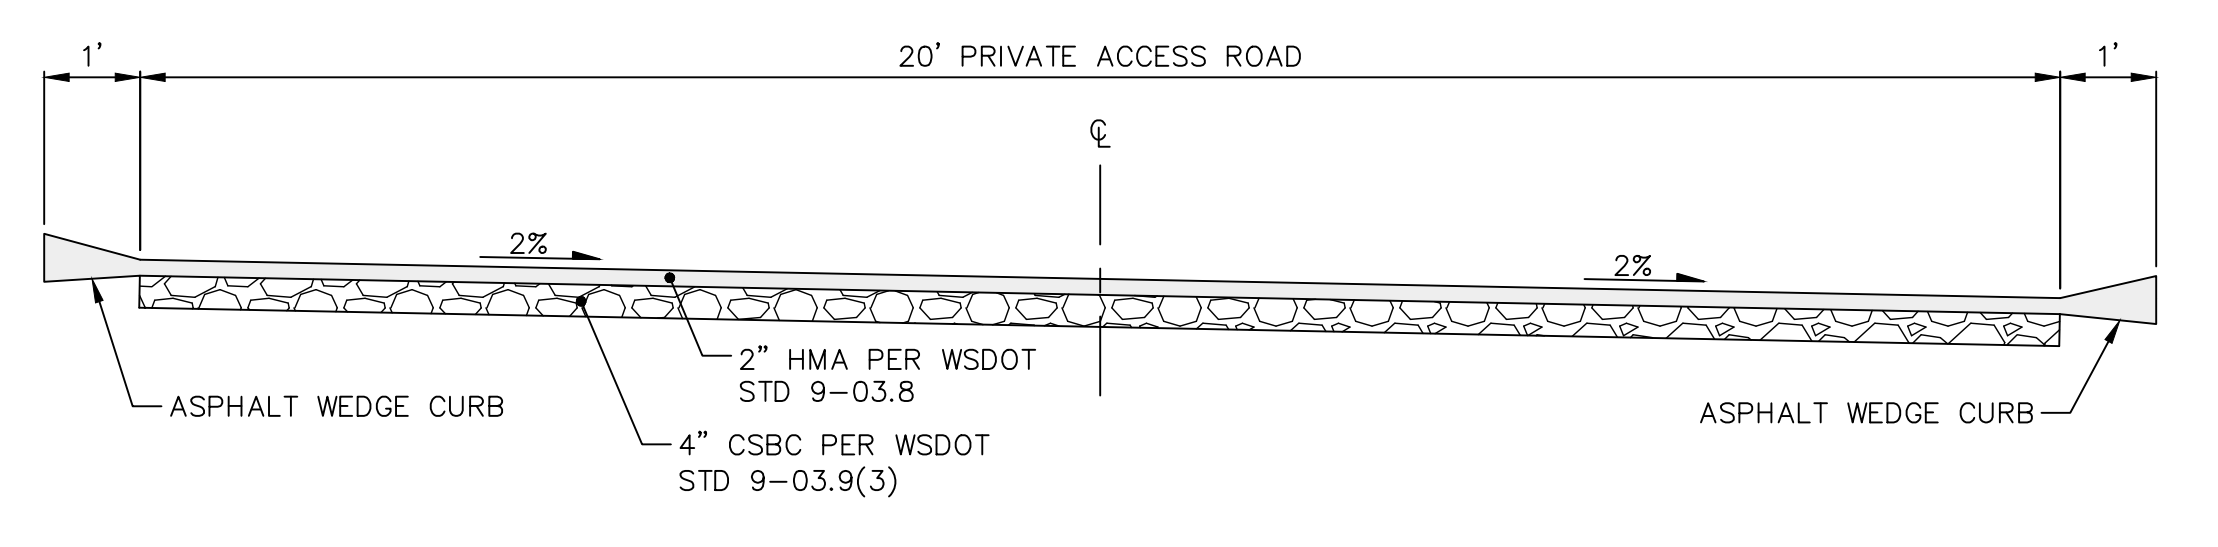 1’ 20’ PRIVATE ACCESS ROAD 1’
℄
2%
2%
2” HMA PER WSDOT
STD 9–03.8
ASPHALT WEDGE CURB
ASPHALT WEDGE CURB
4” CSBC PER WSDOT
STD 9–03.9(3)